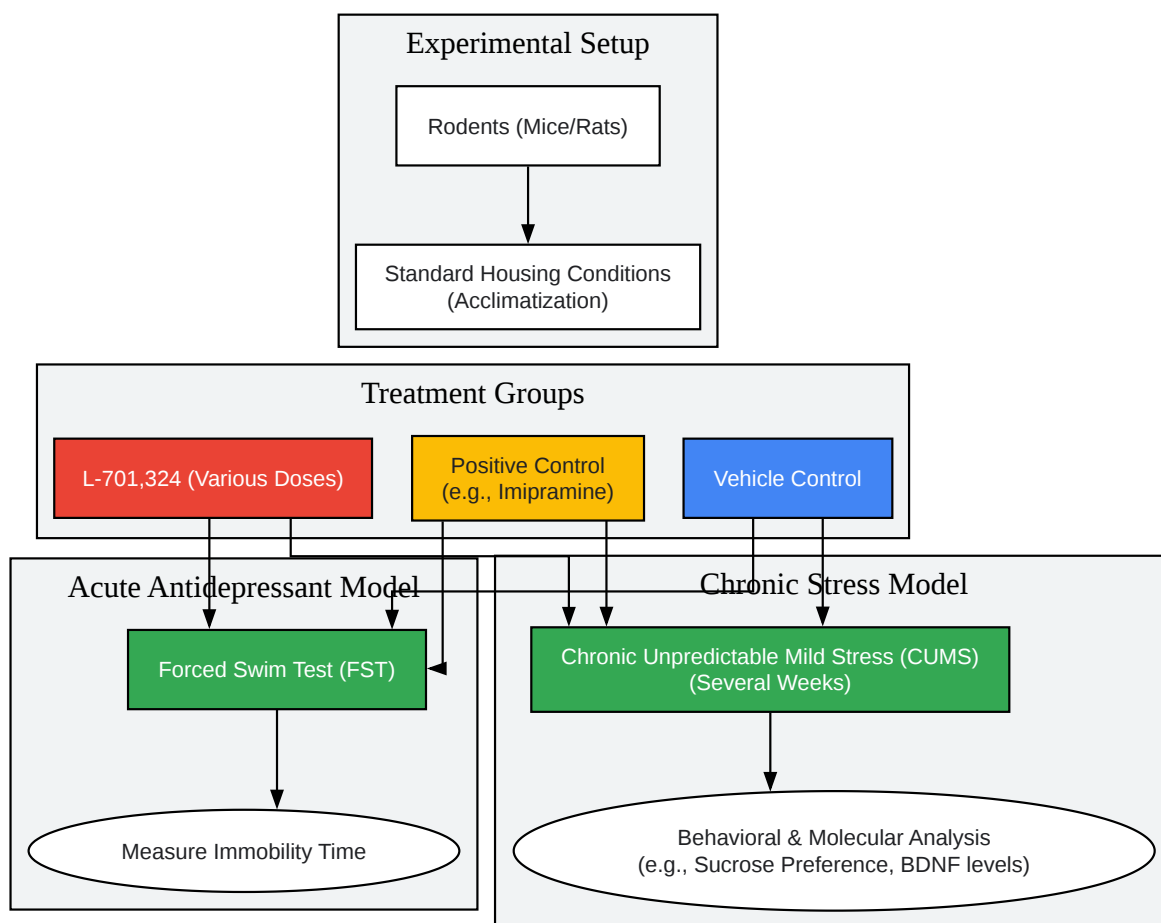 Experimental Setup
Rodents (Mice/Rats)
Standard Housing Conditions
(Acclimatization)
Treatment Groups
L-701,324 (Various Doses)
Positive Control
(e.g., Imipramine)
Vehicle Control
Acute Antidepressant Model
Chronic Stress Model
Forced Swim Test (FST)
Chronic Unpredictable Mild Stress (CUMS)
(Several Weeks)
Measure Immobility Time
Behavioral & Molecular Analysis
(e.g., Sucrose Preference, BDNF levels)